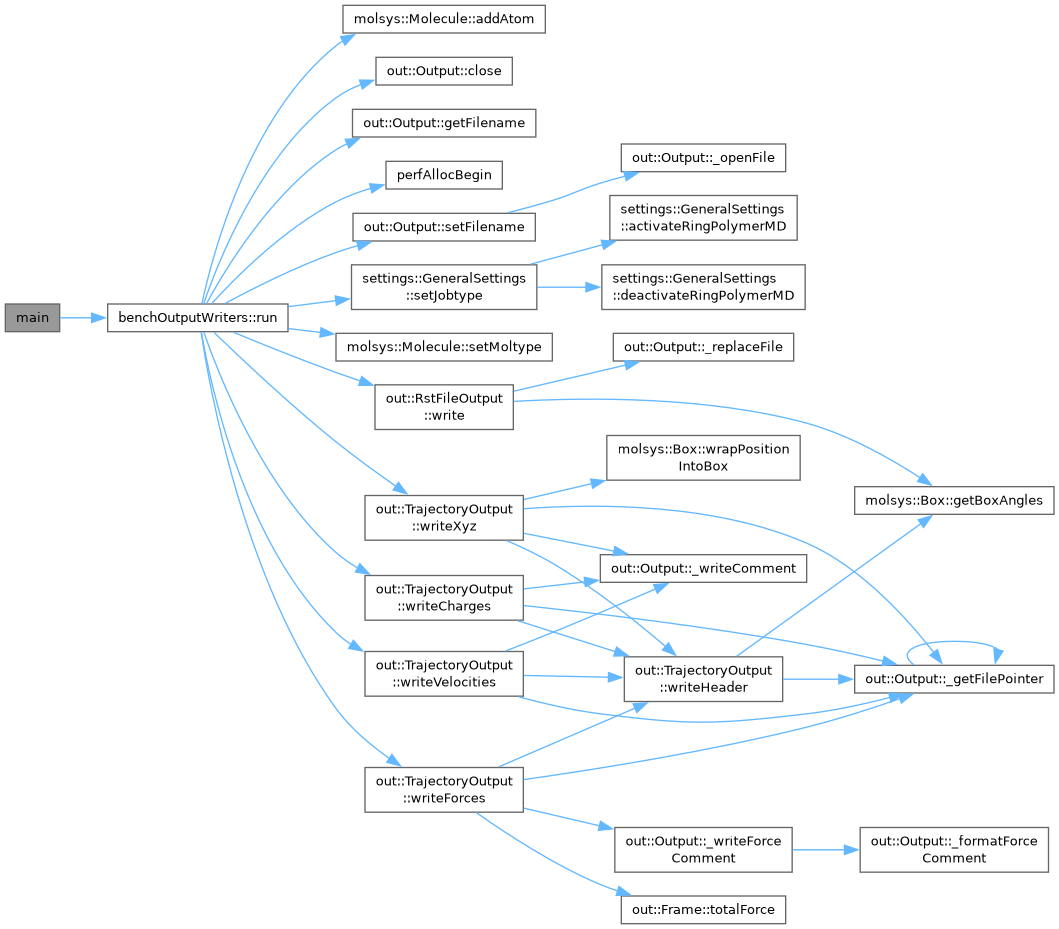 molsys::Molecule::addAtom
out::Output::close
out::Output::getFilename
out::Output::_openFile
perfAllocBegin
settings::GeneralSettings
::activateRingPolymerMD
out::Output::setFilename
settings::GeneralSettings
::setJobtype
settings::GeneralSettings
::deactivateRingPolymerMD
main
benchOutputWriters::run
molsys::Molecule::setMoltype
out::Output::_replaceFile
out::RstFileOutput
::write
molsys::Box::wrapPosition
IntoBox
molsys::Box::getBoxAngles
out::TrajectoryOutput
::writeXyz
out::Output::_writeComment
out::TrajectoryOutput
::writeCharges
out::TrajectoryOutput
::writeVelocities
out::TrajectoryOutput
::writeHeader
out::Output::_getFilePointer
out::TrajectoryOutput
::writeForces
out::Output::_writeForce
Comment
out::Output::_formatForce
Comment
out::Frame::totalForce